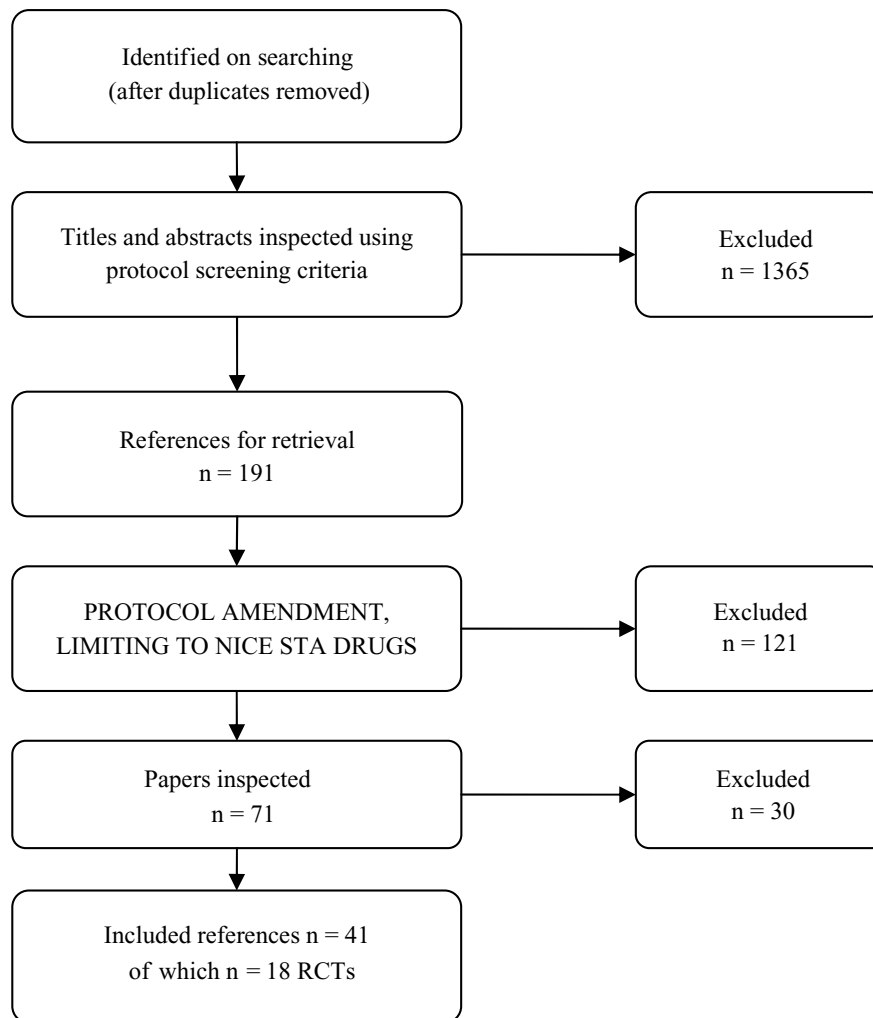 Identified on searching
(after duplicates removed)
Titles and abstracts inspected using
protocol screening criteria
Excluded
n = 1365
References for retrieval
n = 191
PROTOCOL AMENDMENT,
LIMITING TO NICE STA DRUGS
Excluded
n = 121
Papers inspected
n = 71
Excluded
n = 30
Included references n = 41
of which n = 18 RCTs